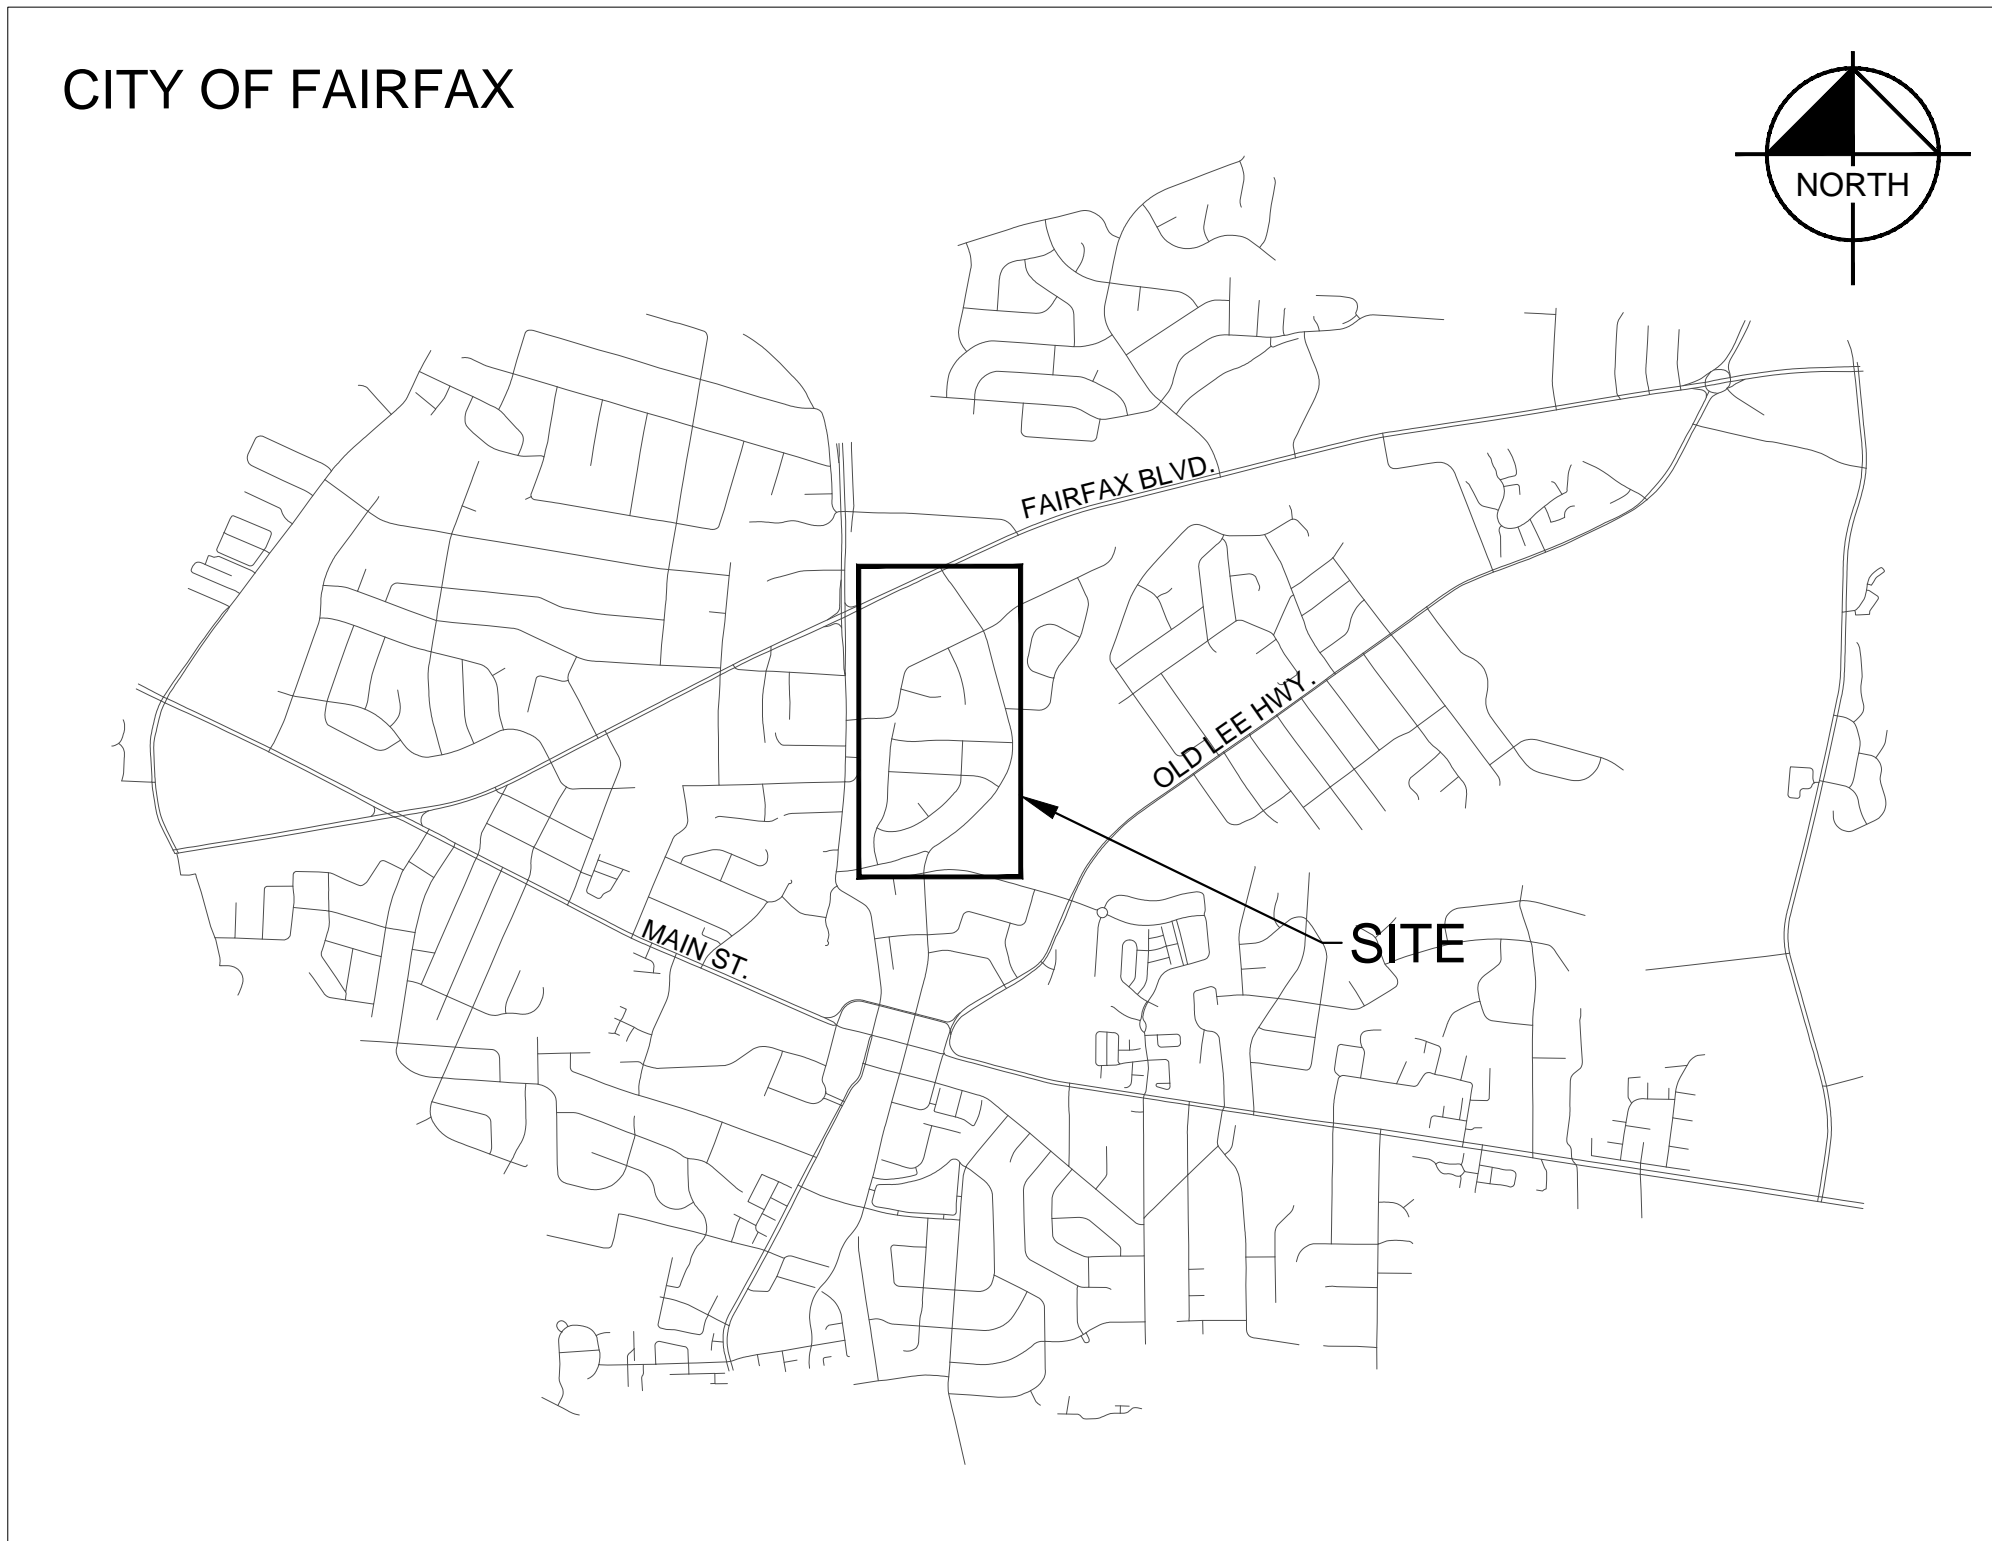 CITY OF FAIRFAX
NORTH
FAIRFAX BLVD.
OLD LEE HWY.
MAIN ST.
SITE